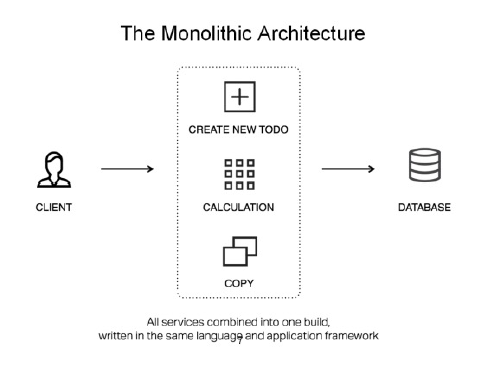 The Monolithic Architecture
CREATE NEW TODO
CLIENT
CALCULATION
DATABASE
COPY
All services combined into one build,
written in the same language and application framework
7